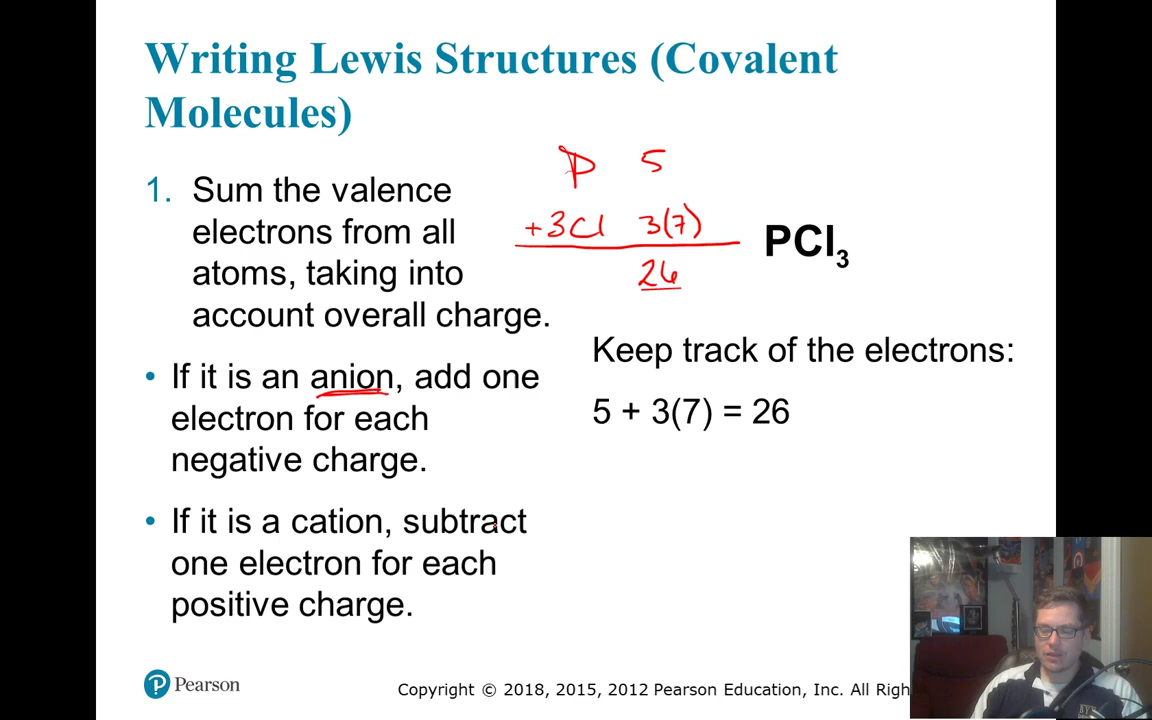 Writing Lewis Structures (Covalent
Molecules)
1. Sum the valence
electrons from all
atoms, taking into
account overall charge.
• If it is an anion, add one
electron for each
negative charge.
• If it is a cation, subtract
one electron for each
positive charge.
P 5
+3Cl 3(7)
26
PCl₃
Keep track of the electrons:
5 + 3(7) = 26
Pearson
Copyright © 2018, 2015, 2012 Pearson Education, Inc. All Righ